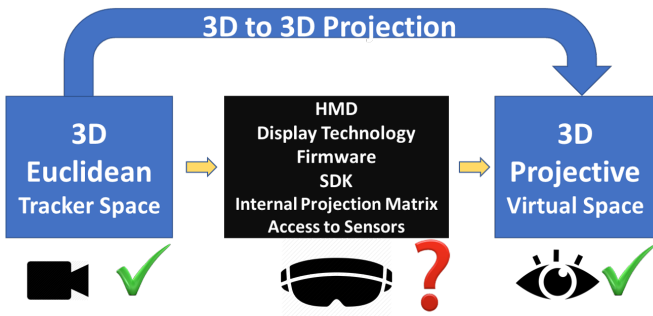 3D to 3D Projection
3D
Euclidean
Tracker Space
HMD
Display Technology
Firmware
SDK
Internal Projection Matrix
Access to Sensors
3D
Projective
Virtual Space
?